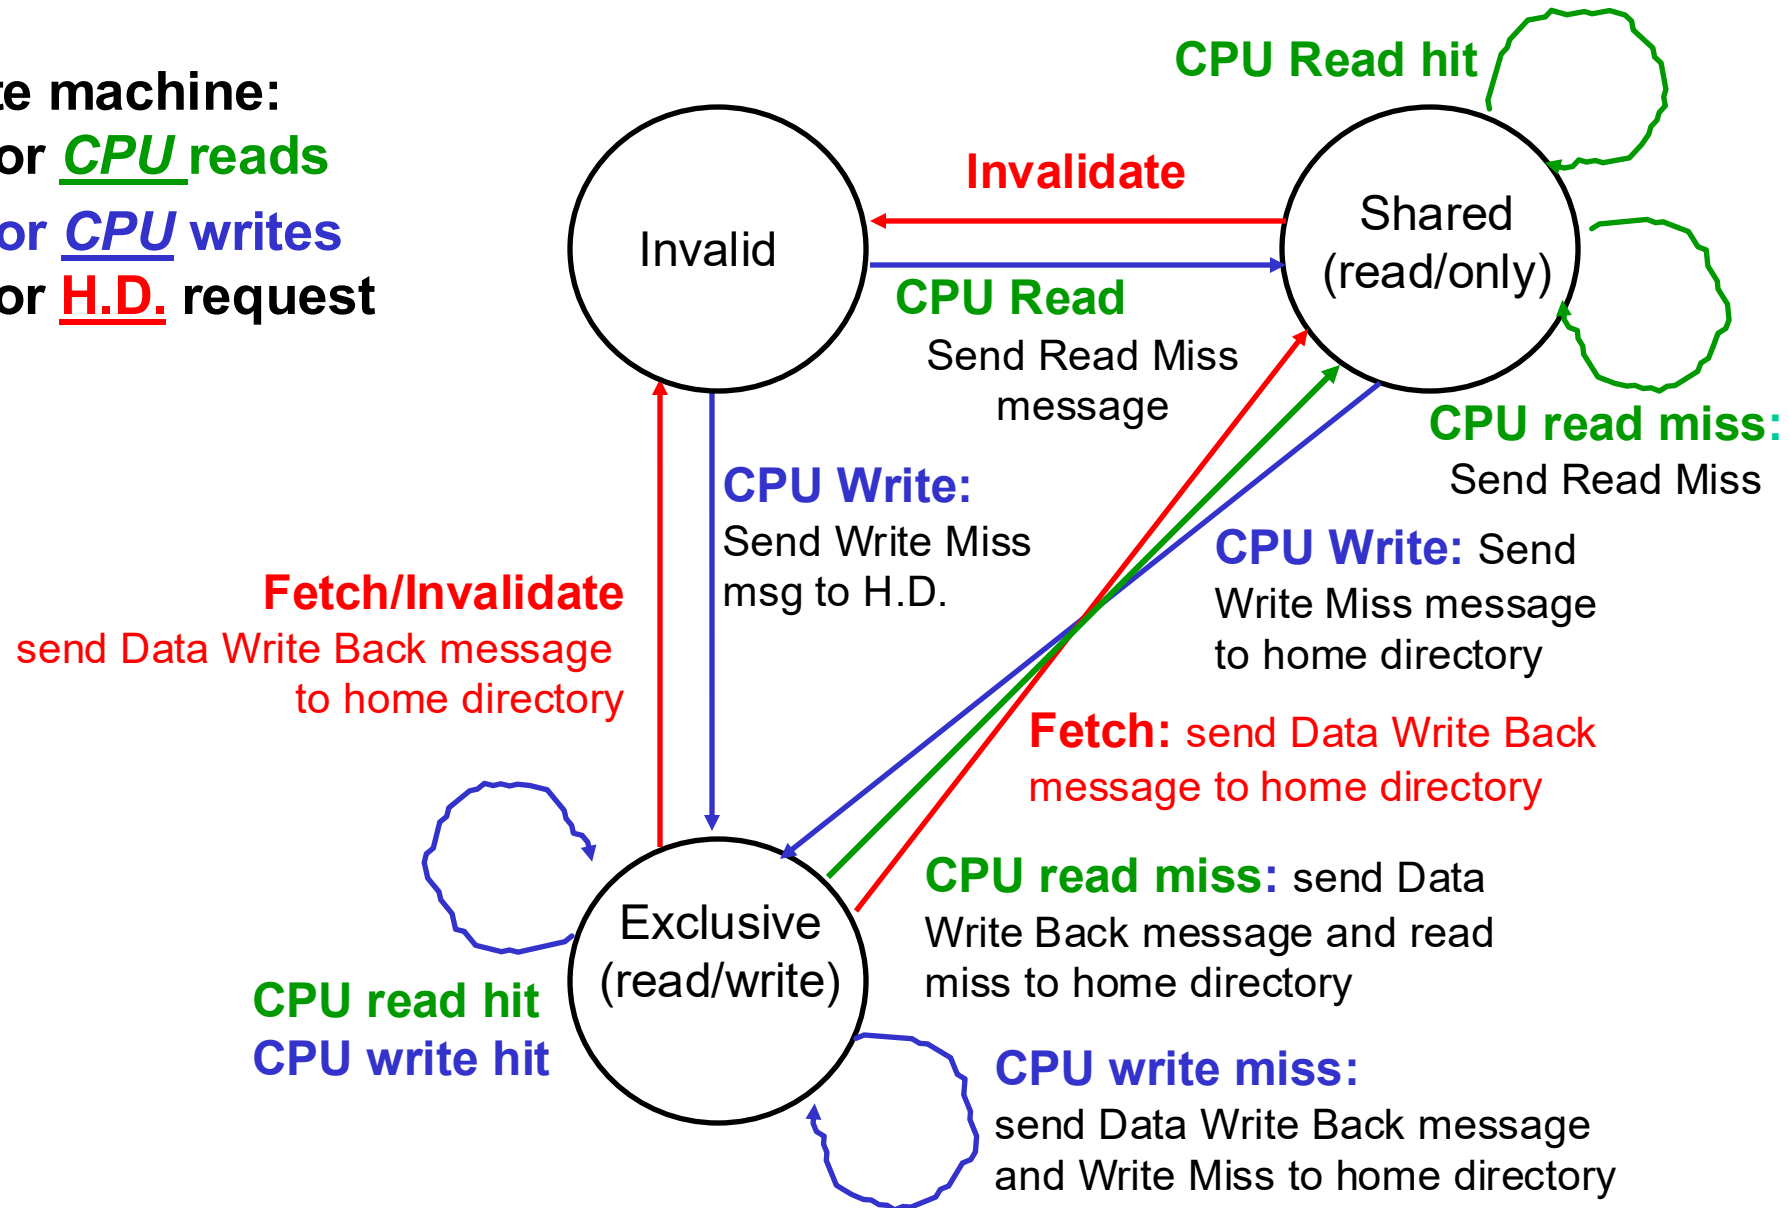 te machine:
or CPU reads
or CPU writes
or H.D. request
CPU Read hit
Invalidate
Invalid
Shared
(read/only)
CPU Read
Send Read Miss
message
CPU read miss:
Send Read Miss
CPU Write:
Send Write Miss
msg to H.D.
CPU Write: Send
Write Miss message
to home directory
Fetch/Invalidate
send Data Write Back message
to home directory
Fetch: send Data Write Back
message to home directory
CPU read miss: send Data
Write Back message and read
miss to home directory
Exclusive
(read/write)
CPU read hit
CPU write hit
CPU write miss:
send Data Write Back message
and Write Miss to home directory